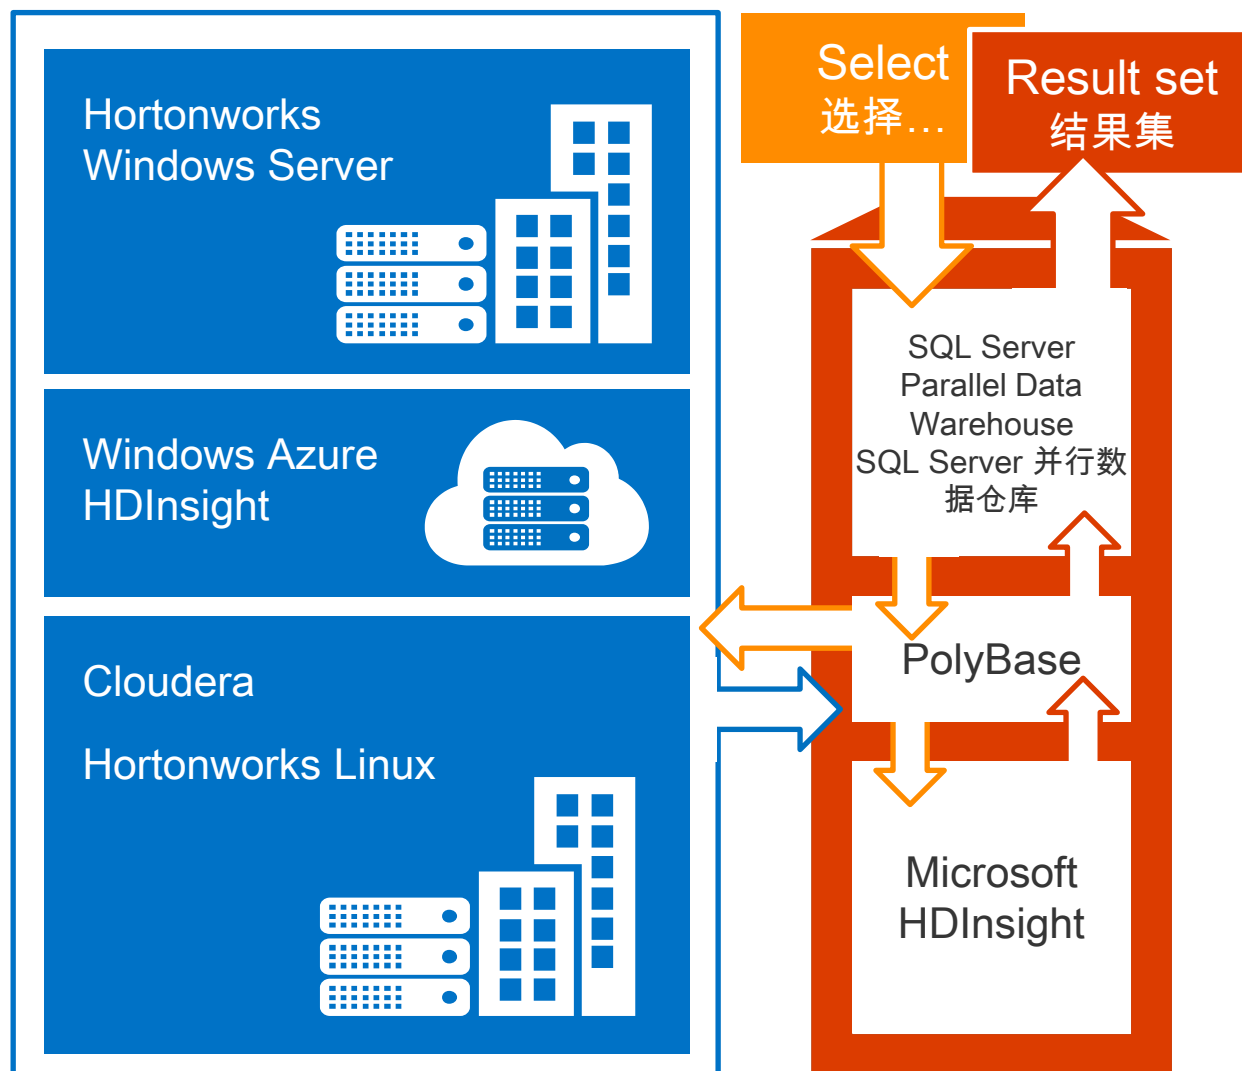 Hortonworks
Windows Server
Windows Azure
HDInsight
Cloudera
Hortonworks Linux
Select
选择...
Result set
结果集
SQL Server
Parallel Data
Warehouse
SQL Server 并行数
据仓库
PolyBase
Microsoft
HDInsight